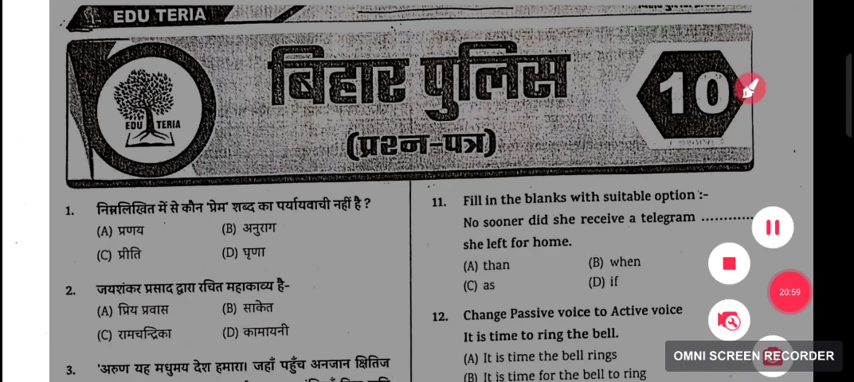 EDU TERIA
बिहार पुलिस
(प्रश्न-पत्र)
EDU TERIA
10
1. निम्नलिखित में से कौन 'प्रेम' शब्द का पर्यायवाची नहीं है ?
(A) प्रणय (B) अनुराग
(C) प्रीति (D) घृणा
2. जयशंकर प्रसाद द्वारा रचित महाकाव्य है-
(A) प्रिय प्रवास (B) साकेत
(C) रामचन्द्रिका (D) कामायनी
3. 'अरुण यह मधुमय देश हमारा। जहाँ पहुँच अनजान क्षितिज
11. Fill in the blanks with suitable option :-
No sooner did she receive a telegram ............
she left for home.
(A) than (B) when
(C) as (D) if
12. Change Passive voice to Active voice
It is time to ring the bell.
(A) It is time the bell rings
(B) It is time for the bell to ring
20:59
OMNI SCREEN RECORDER